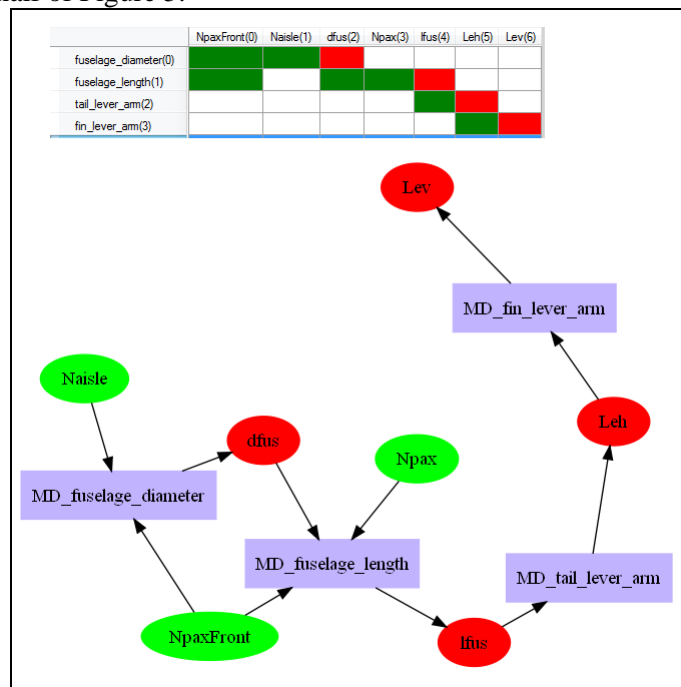 NpaxFront(0) Naisle(1) dfus(2) Npax(3) lfus(4) Leh(5) Lev(6)
fuselage_diameter(0)
fuselage_length(1)
tail_lever_arm(2)
fin_lever_arm(3)
Lev
MD_fin_lever_arm
Naisle
Leh
dfus
Npax
MD_fuselage_diameter
MD_fuselage_length
MD_tail_lever_arm
NpaxFront
lfus